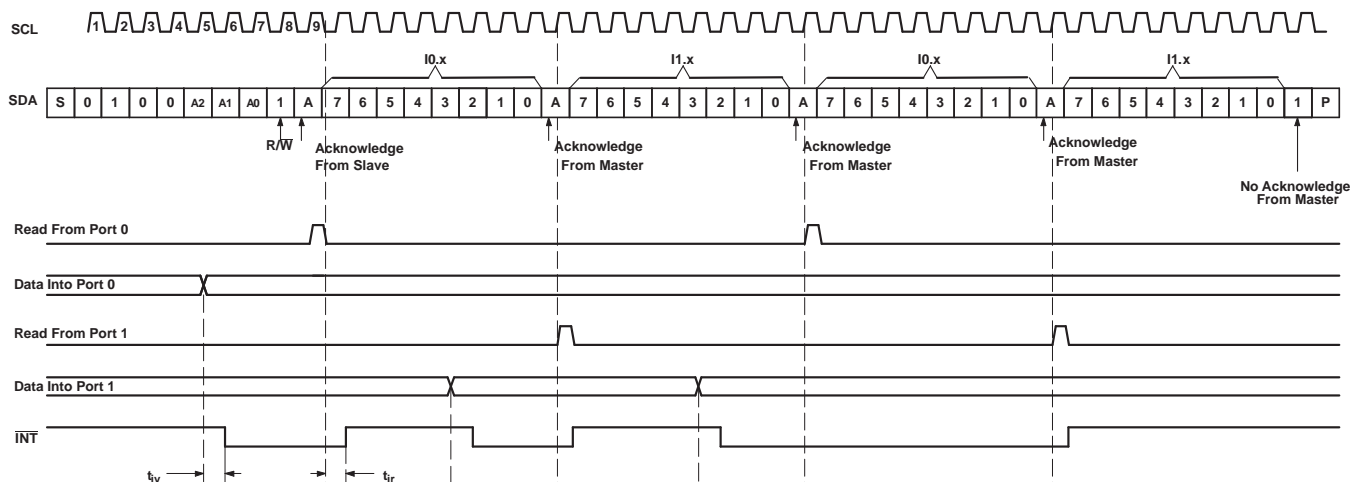 SCL 1 2 3 4 5 6 7 8 9
I0.x I1.x I0.x I1.x
SDA S 0 1 0 0 A2 A1 A0 1 A 7 6 5 4 3 2 1 0 A 7 6 5 4 3 2 1 0 A 7 6 5 4 3 2 1 0 A 7 6 5 4 3 2 1 0 1 P
R/W
Acknowledge
From Slave
Acknowledge
From Master
Acknowledge
From Master
Acknowledge
From Master
No Acknowledge
From Master
Read From Port 0
Data Into Port 0
Read From Port 1
Data Into Port 1
INT
tiv tir